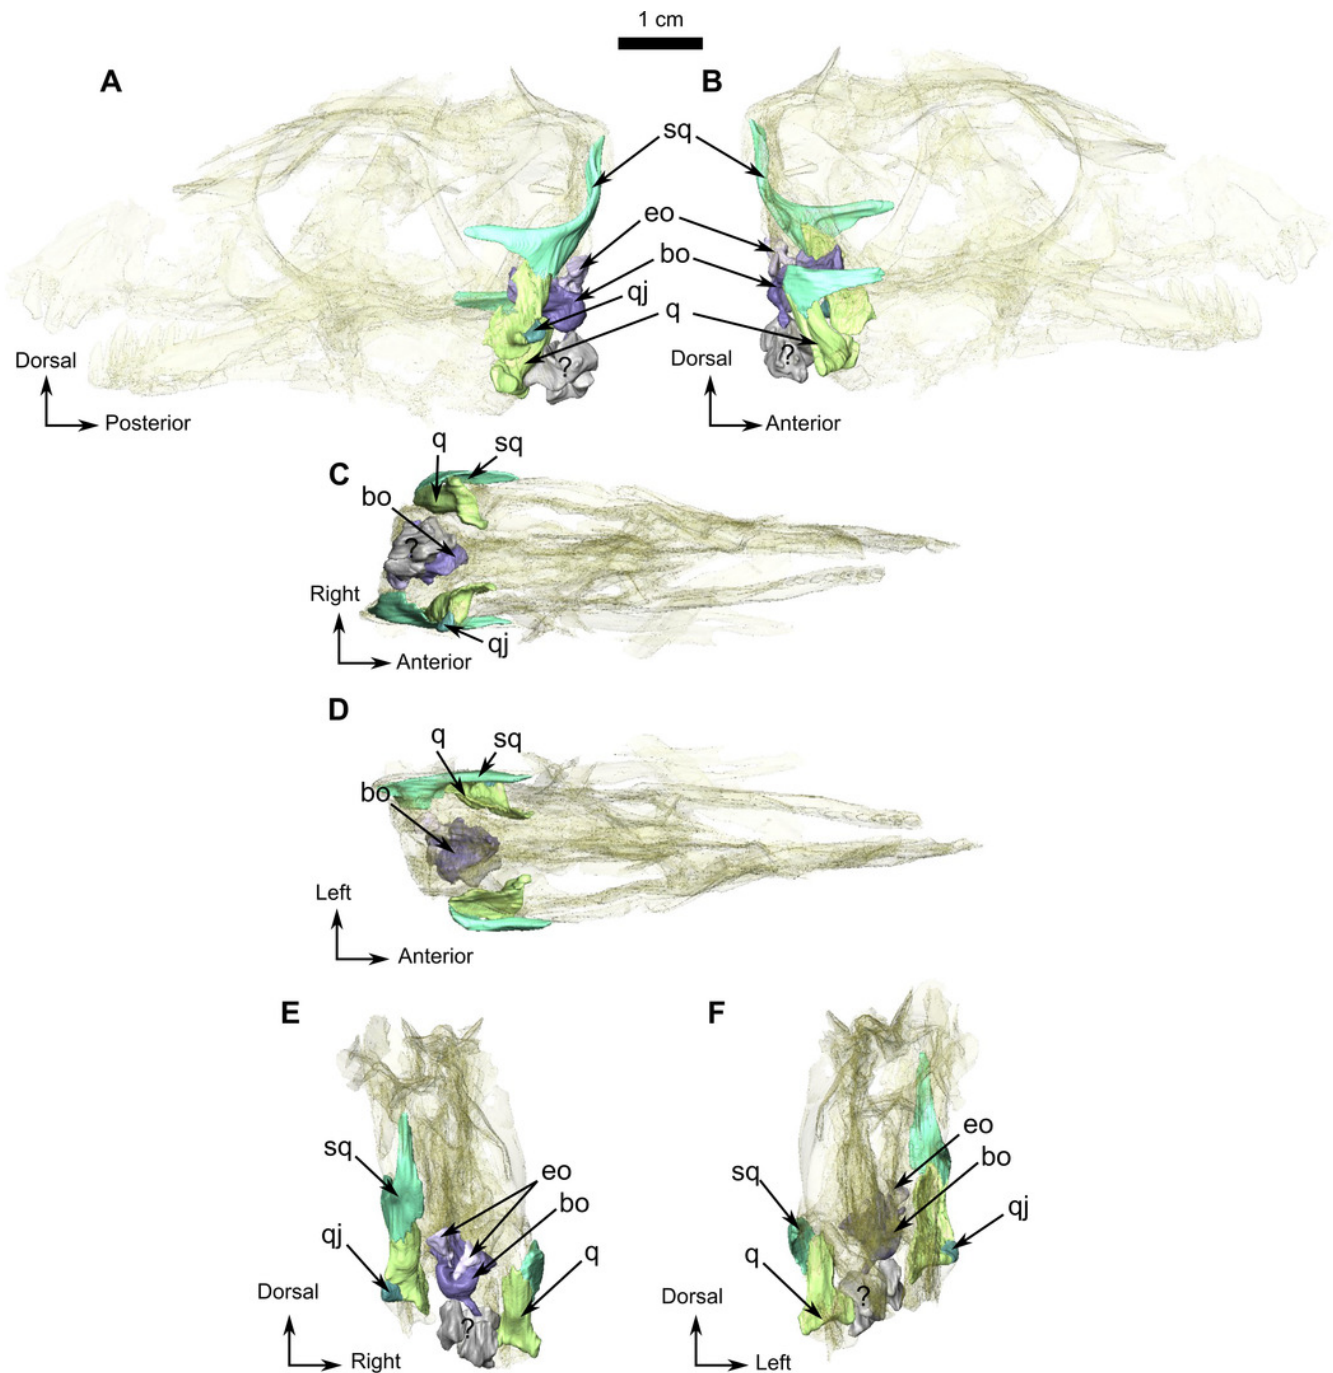 1 cm
A
B
sq
eo
bo
qj
q
?
?
Dorsal
Posterior
Dorsal
Anterior
C
q
sq
bo
?
Right
Anterior
qj
D
q
sq
bo
Left
Anterior
E
F
sq
eo
bo
qj
q
?
Dorsal
Right
eo
bo
sq
qj
q
?
Dorsal
Left